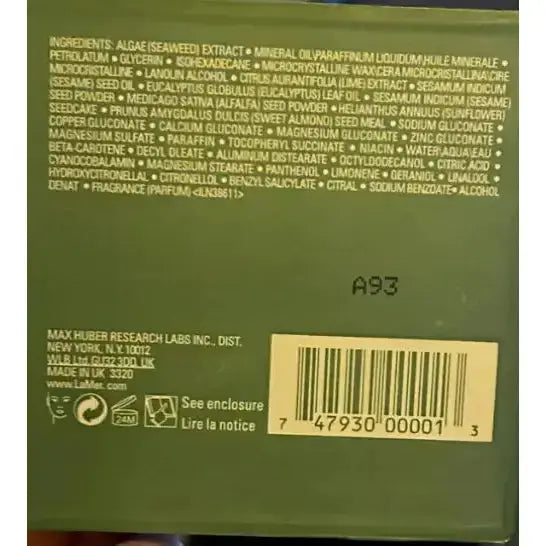 INGREDIENTS: ALGAE (SEAWEED) EXTRACT • MINERAL OIL\PARAFFINUM LIQUIDUM\HUILE MINERALE •
PETROLATUM • GLYCERIN • ISOHEXADECANE • MICROCRYSTALLINE WAX\CERA MICROCRISTALLINA\CIRE
MICROCRISTALLINE • LANOLIN ALCOHOL • CITRUS AURANTIFOLIA (LIME) EXTRACT • SESAMUM INDICUM
(SESAME) SEED OIL • EUCALYPTUS GLOBULUS (EUCALYPTUS) LEAF OIL • SESAMUM INDICUM (SESAME)
SEED POWDER • MEDICAGO SATIVA (ALFALFA) SEED POWDER • HELIANTHUS ANNUUS (SUNFLOWER)
SEEDCAKE • PRUNUS AMYGDALUS DULCIS (SWEET ALMOND) SEED MEAL • SODIUM GLUCONATE •
COPPER GLUCONATE • CALCIUM GLUCONATE • MAGNESIUM GLUCONATE • ZINC GLUCONATE •
MAGNESIUM SULFATE • PARAFFIN • TOCOPHERYL SUCCINATE • NIACIN • WATER\AQUA\EAU •
BETA-CAROTENE • DECYL OLEATE • ALUMINUM DISTEARATE • OCTYLDODECANOL • CITRIC ACID •
CYANOCOBALAMIN • MAGNESIUM STEARATE • PANTHENOL • LIMONENE • GERANIOL • LINALOOL •
HYDROXYCITRONELLAL • CITRONELLOL • BENZYL SALICYLATE • CITRAL • SODIUM BENZOATE • ALCOHOL
DENAT • FRAGRANCE (PARFUM) <ILN38611>
A93
MAX HUBER RESEARCH LABS INC., DIST.
NEW YORK, N.Y. 10012
WLB Ltd. GU32 3DD UK
MADE IN UK 3320
www.LaMer.com
24M
See enclosure
Lire la notice
7 47930 00001 3